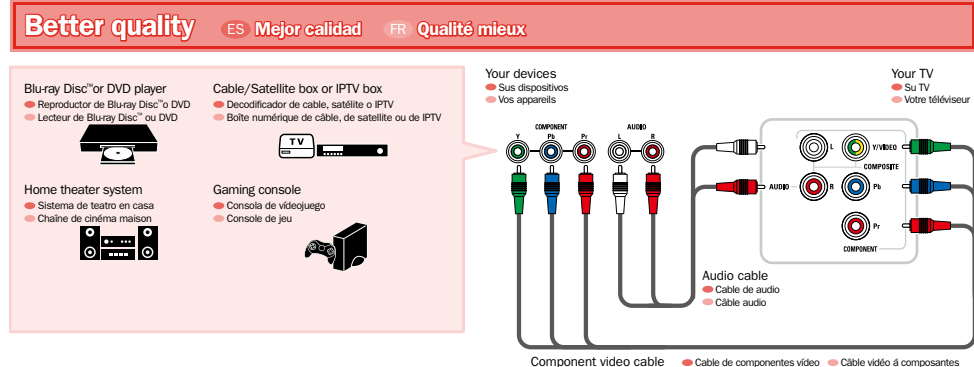 Better quality ES Mejor calidad FR Qualité mieux
Blu-ray Disc™or DVD player
Reproductor de Blu-ray Disc™o DVD
Lecteur de Blu-ray Disc™ ou DVD
Cable/Satellite box or IPTV box
Decodificador de cable, satélite o IPTV
Boîte numérique de câble, de satellite ou de IPTV
TV
Home theater system
Sistema de teatro en casa
Chaîne de cinéma maison
Gaming console
Consola de vídeojuego
Console de jeu
Your devices
Sus dispositivos
Vos appareils
COMPONENT AUDIO
Y Pb Pr L R
Your TV
Su TV
Votre téléviseur
L Y/VIDEO
COMPOSITE
AUDIO R Pb
Pr
COMPONENT
Audio cable
Cable de audio
Câble audio
Component video cable Cable de componentes vídeo Câble vidéo á composantes